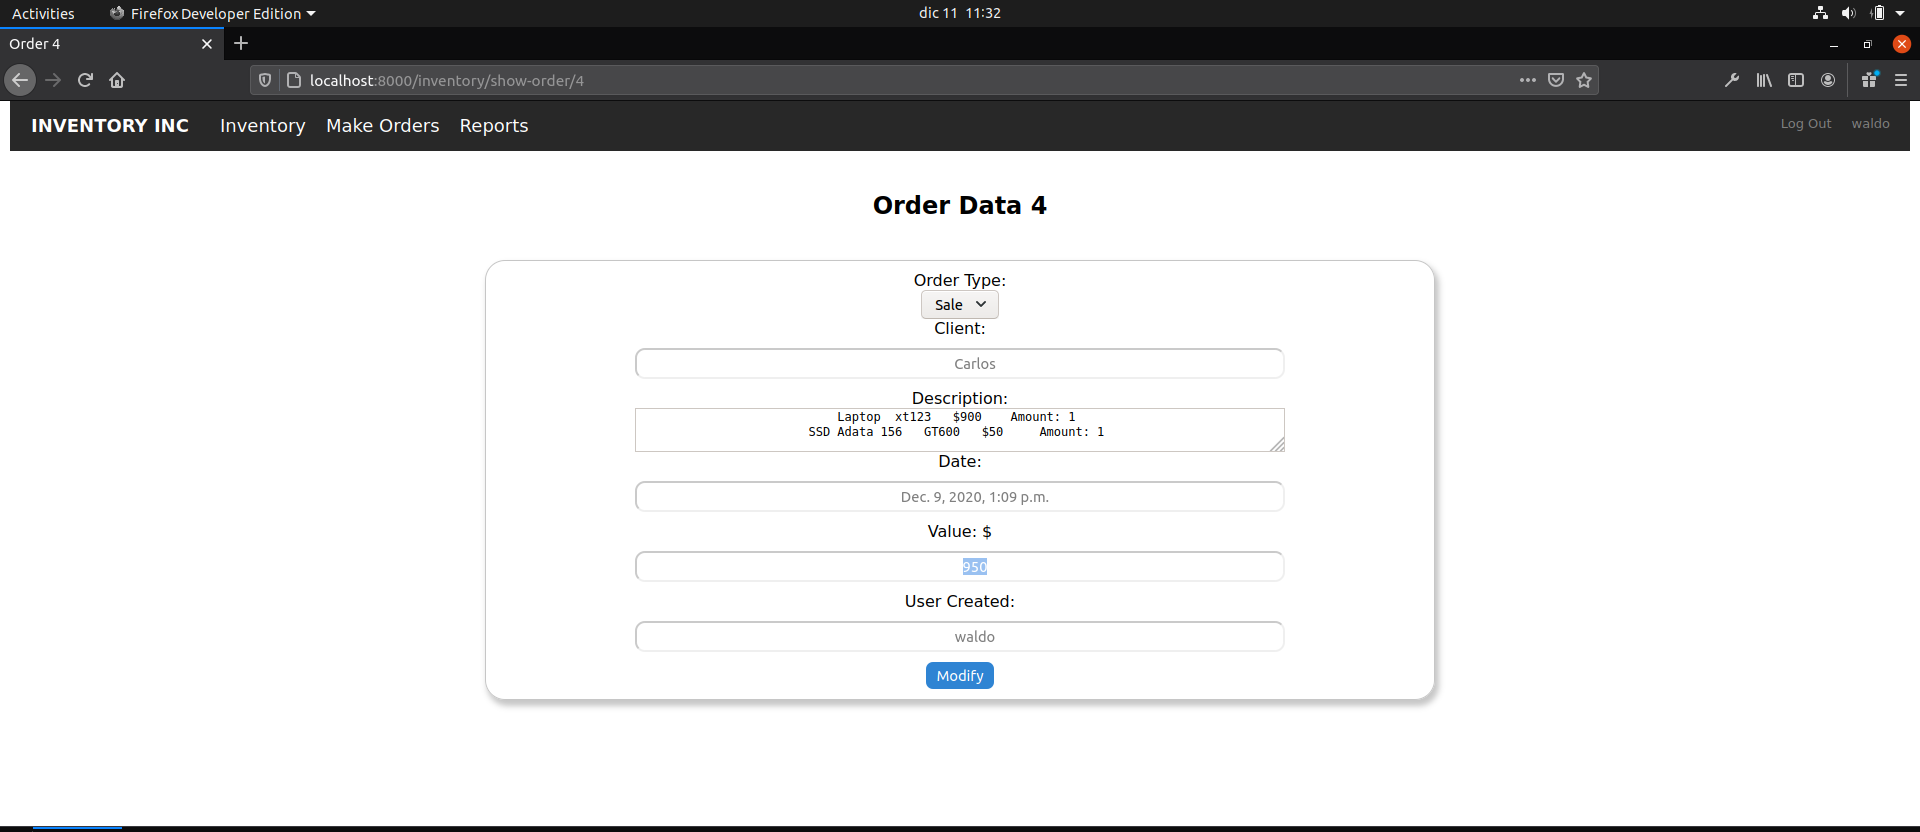 Activities Firefox Developer Edition dic 11 11:32
Order 4
localhost:8000/inventory/show-order/4
INVENTORY INC Inventory Make Orders Reports Log Out waldo
Order Data 4
Order Type:
Sale
Client:
Carlos
Description:
Laptop xt123 $900 Amount: 1
SSD Adata 156 GT600 $50 Amount: 1
Date:
Dec. 9, 2020, 1:09 p.m.
Value: $
950
User Created:
waldo
Modify